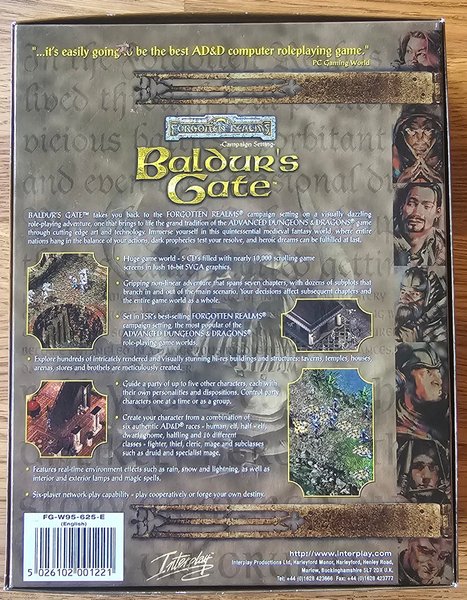 "...it's easily going to be the best AD&D computer roleplaying game."
PC Gaming World
FORGOTTEN REALMS®
-Campaign Setting-
BALDUR'S
GATE™
BALDUR'S GATE™ takes you back to the FORGOTTEN REALMS® campaign setting on a visually dazzling
role-playing adventure, one that brings to life the grand tradition of the ADVANCED DUNGEONS & DRAGONS® game
through cutting edge art and technology. Immerse yourself in this quintessential medieval fantasy world, where entire
nations hang in the balance of your actions, dark prophecies test your resolve, and heroic dreams can be fulfilled at last.
• Huge game world - 5 CD's filled with nearly 10,000 scrolling game
screens in lush 16-bit SVGA graphics
• Gripping non-linear adventure that spans seven chapters, with dozens of subplots that
branch in and out of the main scenario. Your decisions affect subsequent chapters and
the entire game world as a whole.
• Set in TSR's best-selling FORGOTTEN REALMS®
campaign setting, the most popular of the
ADVANCED DUNGEONS & DRAGONS®
role-playing game worlds.
• Explore hundreds of intricately rendered and visually stunning hi-res buildings and structures; taverns, temples, houses,
arenas, stores and brothels are meticulously created.
• Guide a party of up to five other characters, each with
their own personalities and dispositions. Control party
characters one at a time or as a group.
• Create your character from a combination of
six authentic AD&D® races - human, elf, half-elf,
dwarf, gnome, halfling and 16 different
classes - fighter, thief, cleric, mage and subclasses
such as druid and specialist mage.
• Features real-time environment effects such as rain, snow and lightning, as well as
interior and exterior lamps and magic spells.
• Six-player network play capability - play cooperatively or forge your own destiny.
FG-W95-625-E
(English)
5 026102 001221
Interplay
http://www.interplay.com
Interplay Productions Ltd, Harleyford Manor, Harleyford, Henley Road,
Marlow, Buckinghamshire SL7 2DX U.K.
Tel: +44 (0)1628 423666 Fax: +44 (0)1628 423777